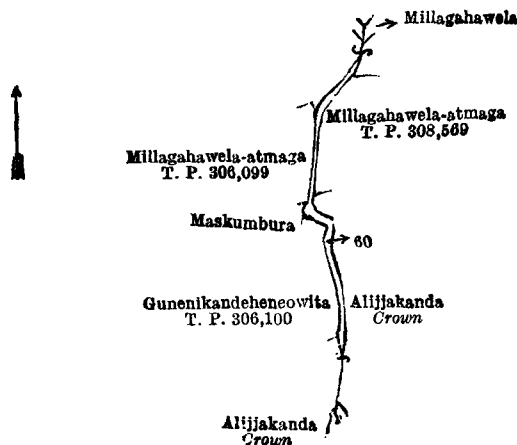 Millagahawela
Millagahawela-atmaga
T. P. 308,569
Millagahawela-atmaga
T. P. 306,099
Maskumbura
60
Gunenikandeheneowita
T. P. 306,100
Alijjakanda
Crown
Alijjakanda
Crown